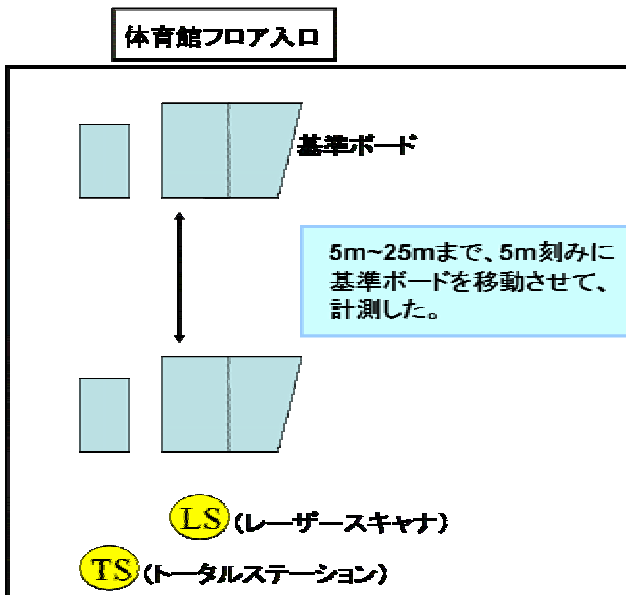 体育館フロア入口
基準ボード
5m~25mまで、5m刻みに
基準ボードを移動させて、
計測した。
LS(レーザースキャナ)
TS(トータルステーション)